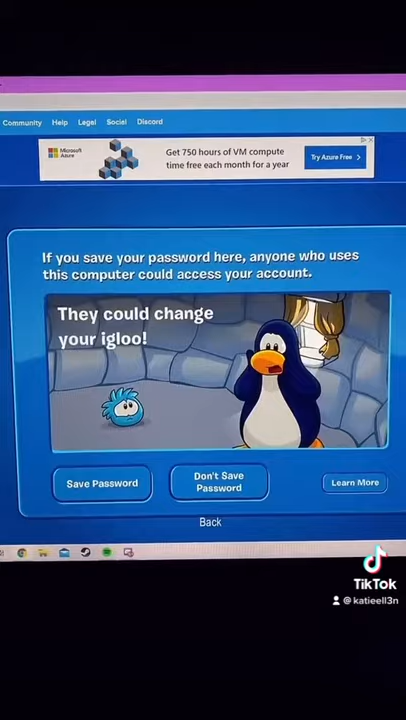 Community Help Legal Social Discord
Microsoft
Azure
Get 750 hours of VM compute
time free each month for a year
Try Azure Free >
If you save your password here, anyone who uses
this computer could access your account.
They could change
your igloo!
Save Password
Don't Save
Password
Learn More
Back
TikTok
@katieell3n